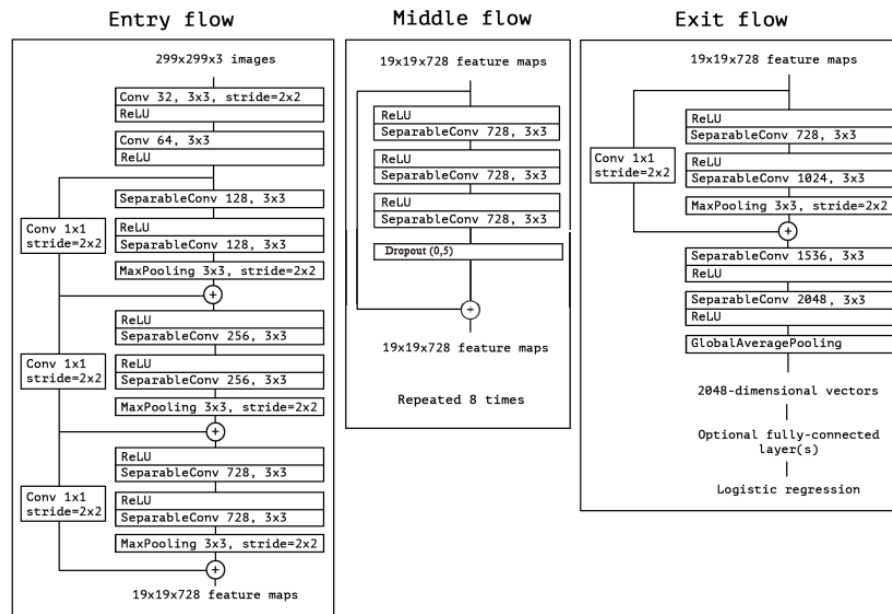 Entry flow
299x299x3 images
Conv 32, 3x3, stride=2x2
ReLU
Conv 64, 3x3
ReLU
SeparableConv 128, 3x3
Conv 1x1
stride=2x2
ReLU
SeparableConv 128, 3x3
MaxPooling 3x3, stride=2x2
+
ReLU
SeparableConv 256, 3x3
Conv 1x1
stride=2x2
ReLU
SeparableConv 256, 3x3
MaxPooling 3x3, stride=2x2
+
ReLU
SeparableConv 728, 3x3
Conv 1x1
stride=2x2
ReLU
SeparableConv 728, 3x3
MaxPooling 3x3, stride=2x2
+
19x19x728 feature maps
Middle flow
19x19x728 feature maps
ReLU
SeparableConv 728, 3x3
ReLU
SeparableConv 728, 3x3
ReLU
SeparableConv 728, 3x3
Dropout (0,5)
+
19x19x728 feature maps
Repeated 8 times
Exit flow
19x19x728 feature maps
ReLU
SeparableConv 728, 3x3
Conv 1x1
stride=2x2
ReLU
SeparableConv 1024, 3x3
MaxPooling 3x3, stride=2x2
+
SeparableConv 1536, 3x3
ReLU
SeparableConv 2048, 3x3
ReLU
GlobalAveragePooling
2048-dimensional vectors
Optional fully-connected
layer(s)
Logistic regression